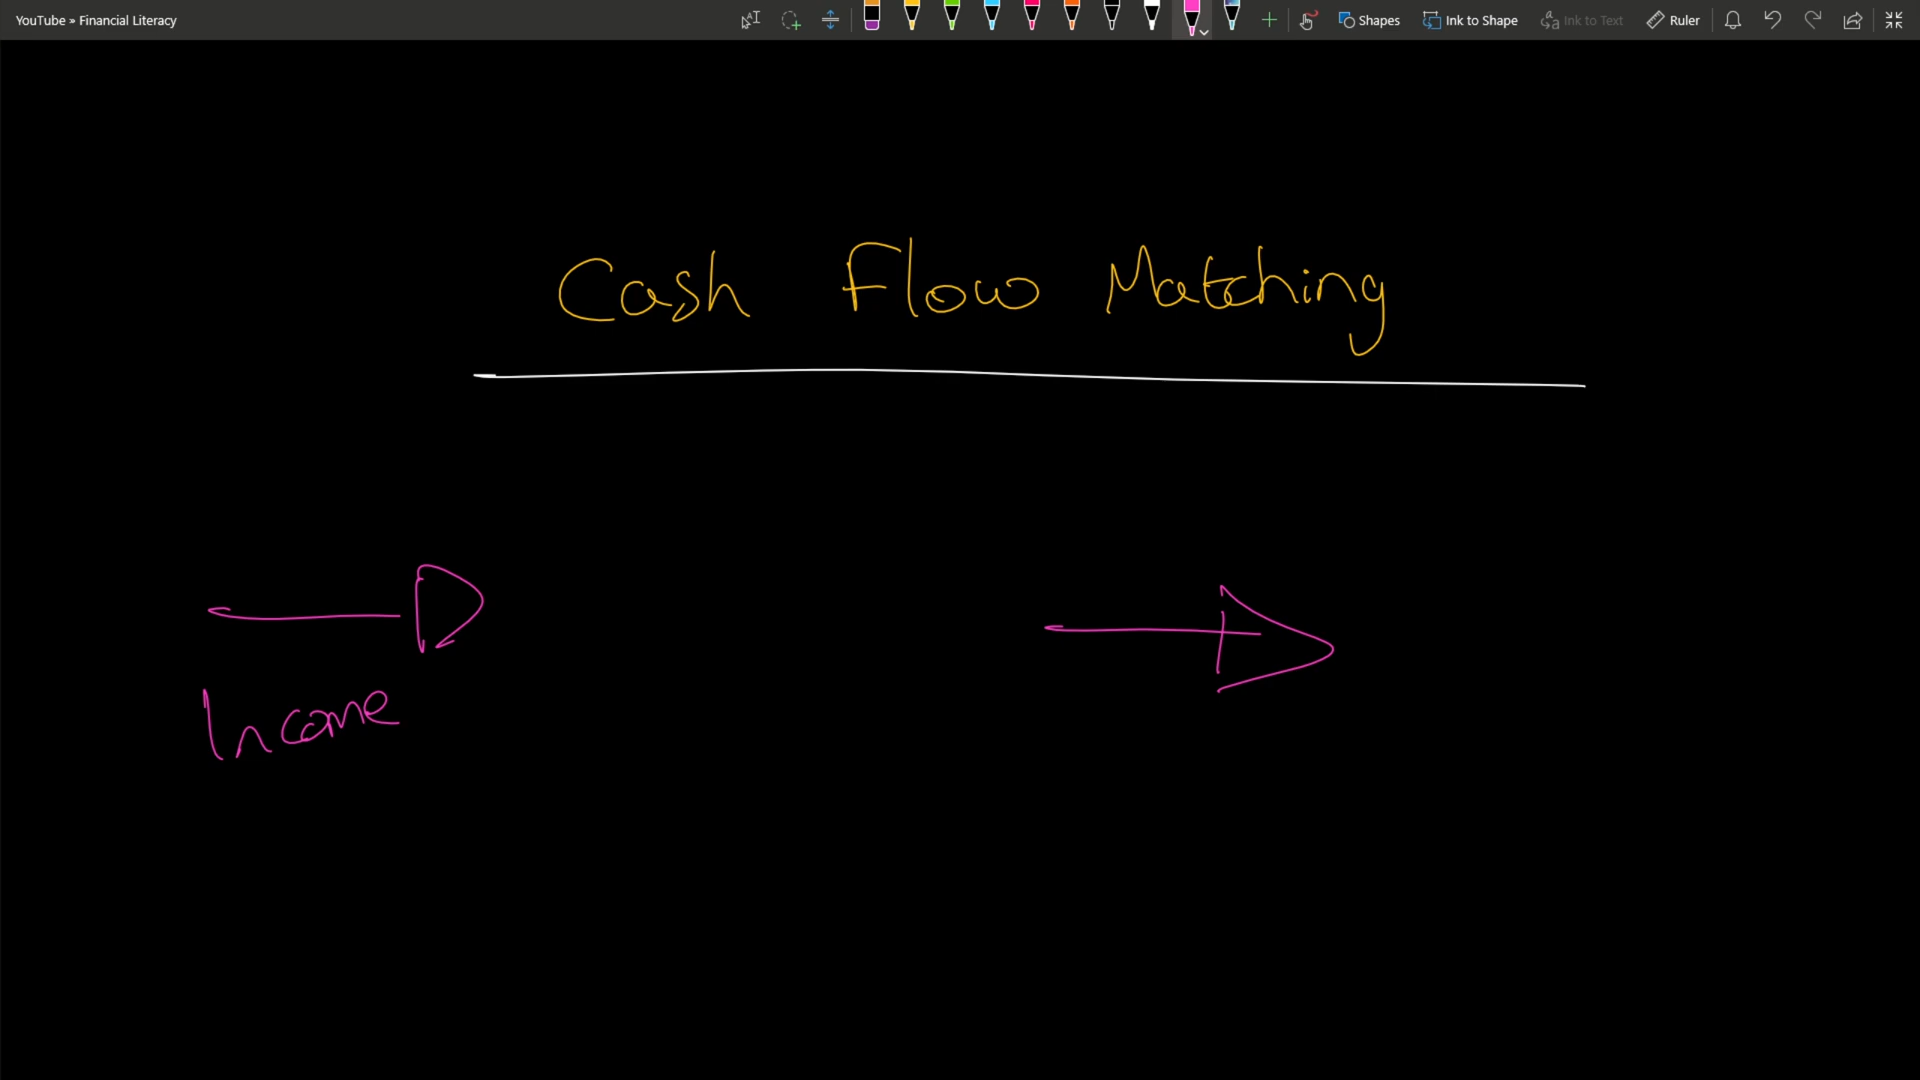 YouTube » Financial Literacy
Shapes
Ink to Shape
Ink to Text
Ruler
Cash Flow Matching
Income